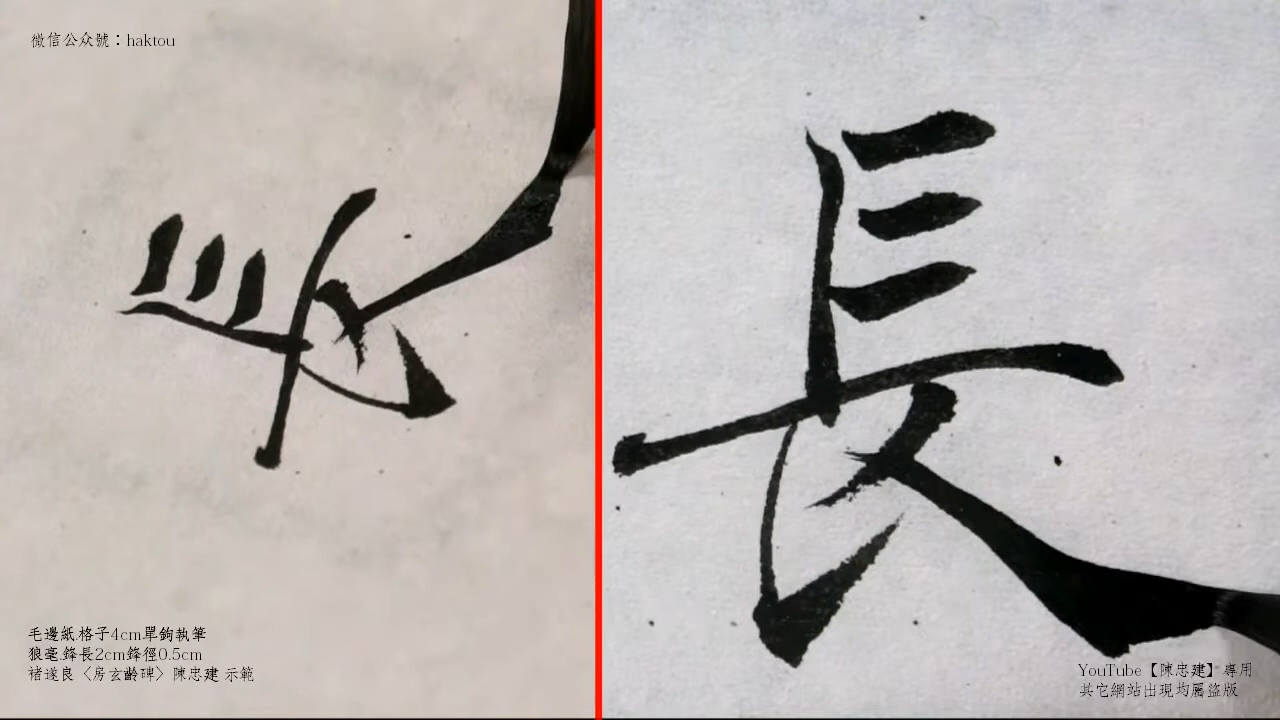 微信公众號：haktou
長
長
毛邊紙格子4cm單鉤執筆
狼毫鋒長2cm鋒徑0.5cm
褚遂良〈房玄齡碑〉陳忠建 示範
YouTube【陳忠建】專用
其它網站出現均屬盜版